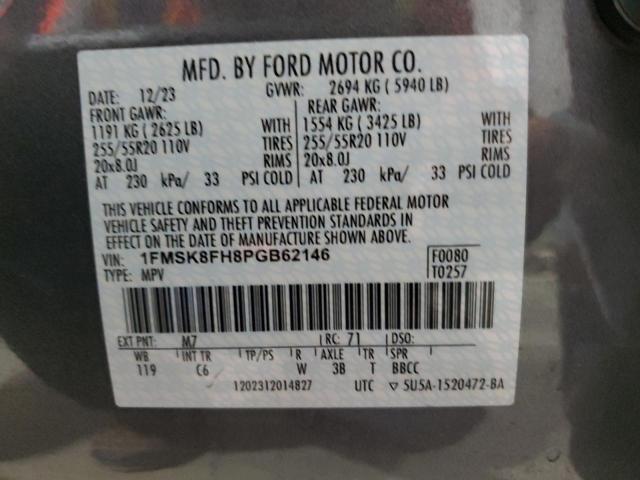 MFD. BY FORD MOTOR CO.
DATE: 12/23 GVWR: 2694 KG ( 5940 LB)
FRONT GAWR: REAR GAWR:
1191 KG ( 2625 LB) WITH 1554 KG ( 3425 LB) WITH
255/55R20 110V TIRES 255/55R20 110V TIRES
20x8.0J RIMS 20x8.0J RIMS
AT 230 kPa/ 33 PSI COLD AT 230 kPa/ 33 PSI COLD
THIS VEHICLE CONFORMS TO ALL APPLICABLE FEDERAL MOTOR
VEHICLE SAFETY AND THEFT PREVENTION STANDARDS IN
EFFECT ON THE DATE OF MANUFACTURE SHOWN ABOVE.
VIN: 1FMSK8FH8PGB62146 F0080
TYPE: MPV T0257
EXT PNT: M7 RC: 71 DSO:
WB INT TR TP/PS R AXLE TR SPR
119 C6 W 3B T BBCC
1202312014827 UTC ▽ 5U5A-1520472-BA